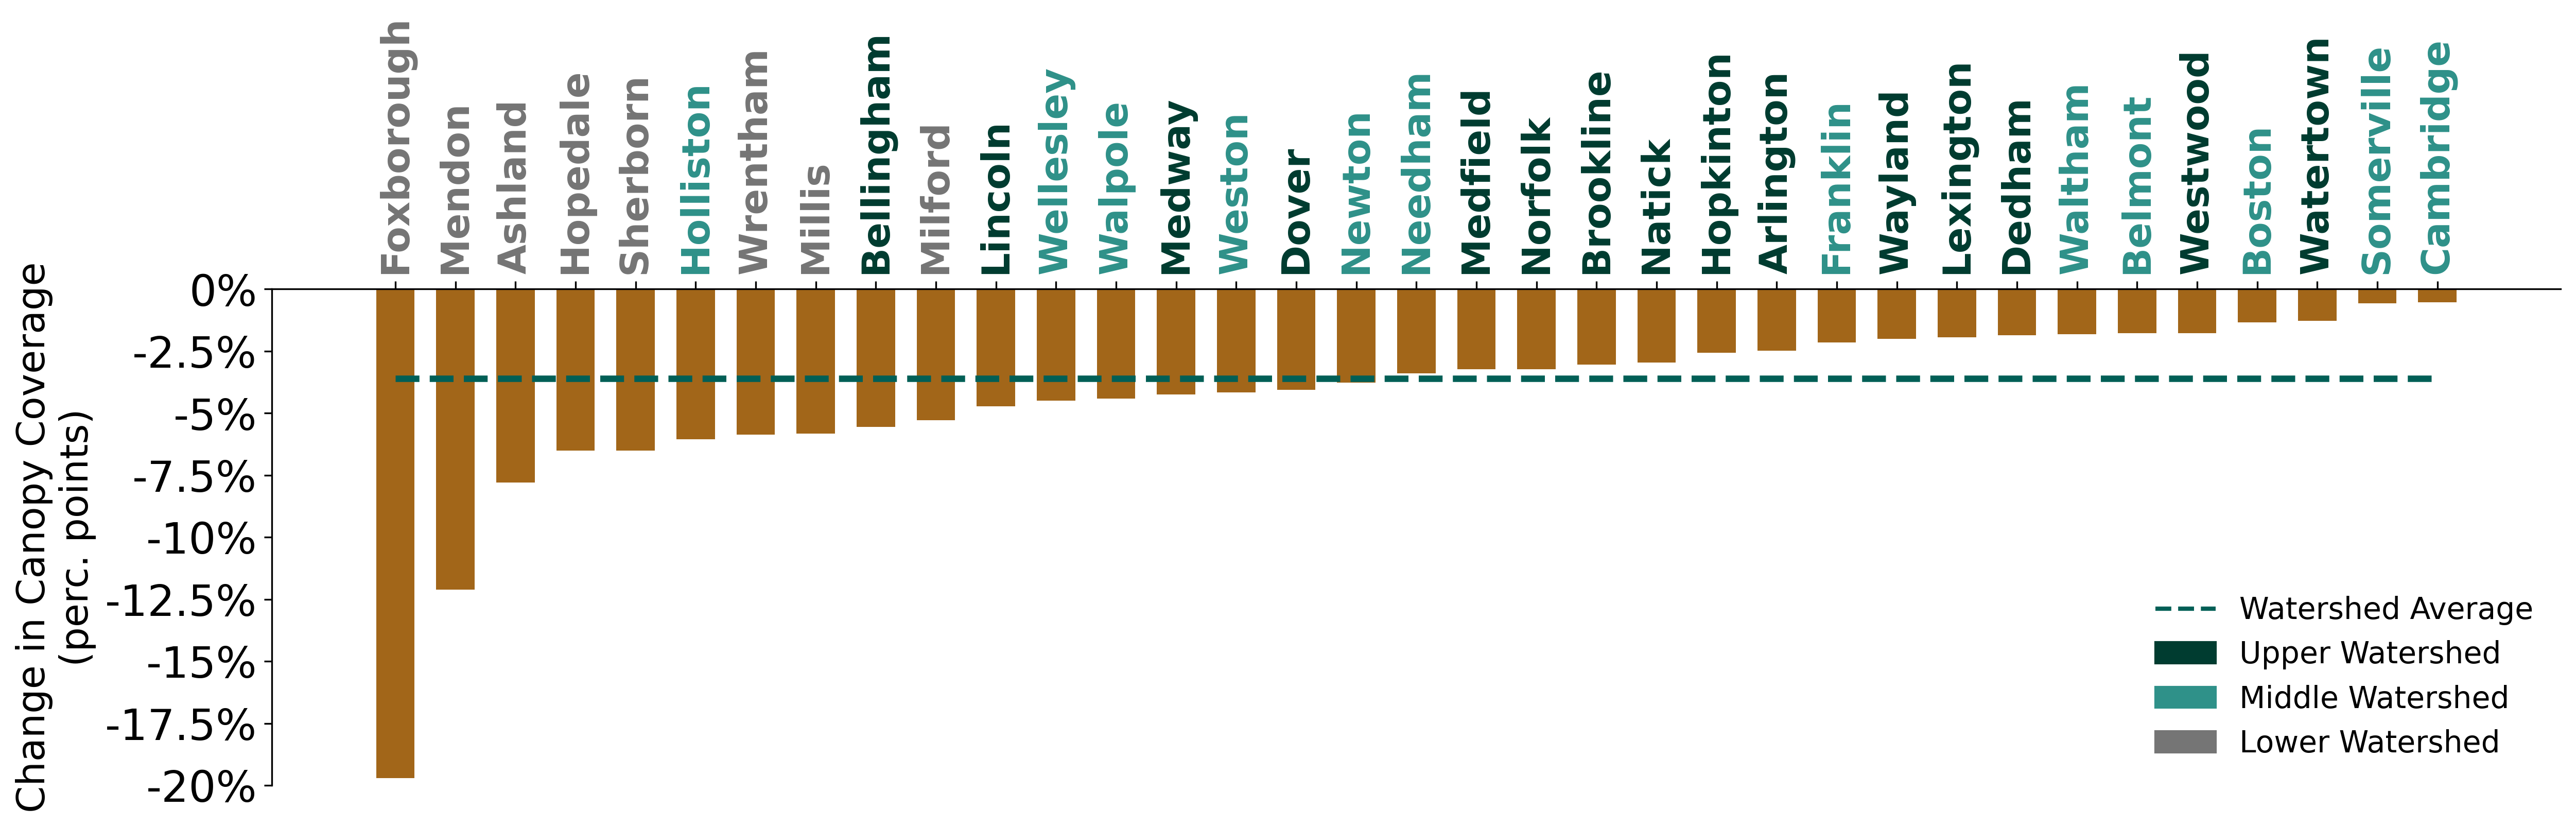 Foxborough
Mendon
Ashland
Hopedale
Sherborn
Holliston
Wrentham
Millis
Bellingham
Milford
Lincoln
Wellesley
Walpole
Medway
Weston
Dover
Newton
Needham
Medfield
Norfolk
Brookline
Natick
Hopkinton
Arlington
Franklin
Wayland
Lexington
Dedham
Waltham
Belmont
Westwood
Boston
Watertown
Somerville
Cambridge
Change in Canopy Coverage
(perc. points)
0%
-2.5%
-5%
-7.5%
-10%
-12.5%
-15%
-17.5%
-20%
Watershed Average
Upper Watershed
Middle Watershed
Lower Watershed